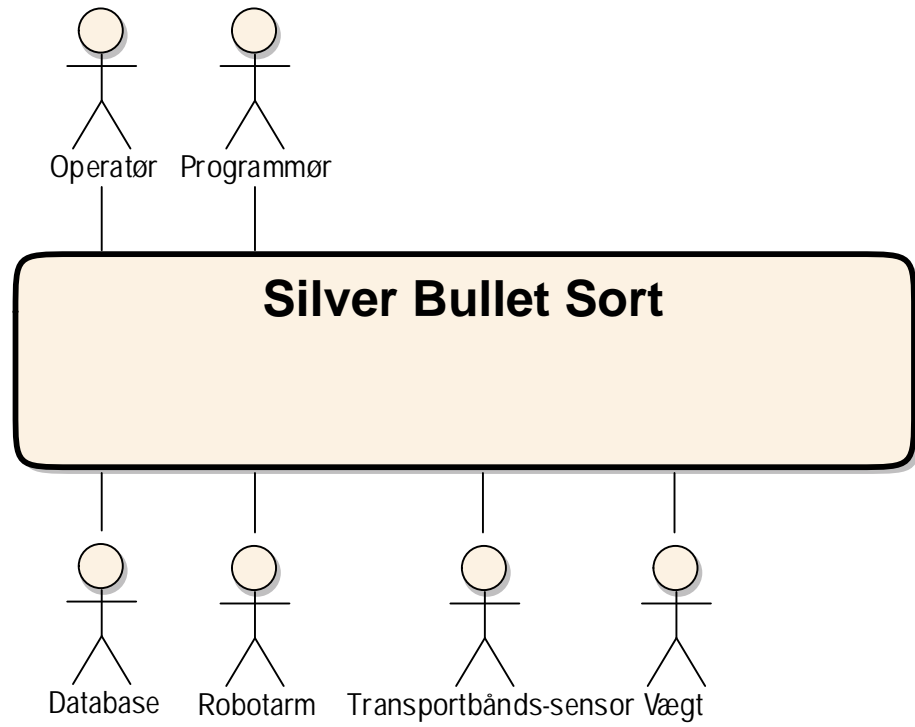 Operatør Programmør
Silver Bullet Sort
Database Robotarm Transportbånds-sensor Vægt